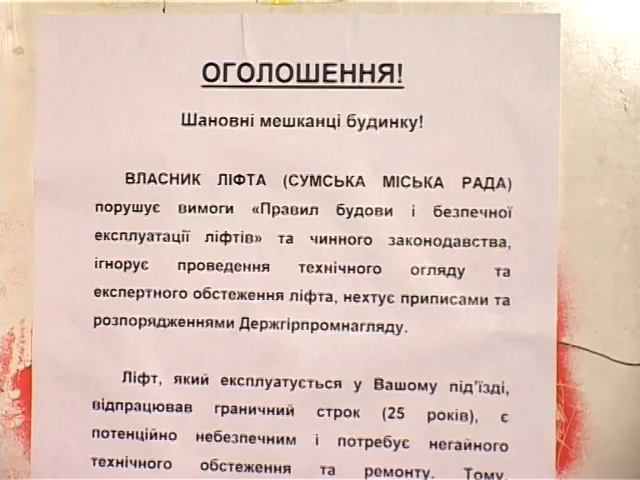 ОГОЛОШЕННЯ!
Шановні мешканці будинку!
ВЛАСНИК ЛІФТА (СУМСЬКА МІСЬКА РАДА)
порушує вимоги «Правил будови і безпечної
експлуатації ліфтів» та чинного законодавства,
ігнорує проведення технічного огляду та
експертного обстеження ліфта, нехтує приписами та
розпорядженнями Держгірпромнагляду.
Ліфт, який експлуатується у Вашому під'їзді,
відпрацював граничний строк (25 років), є
потенційно небезпечним і потребує негайного
технічного обстеження та ремонту. Тому,